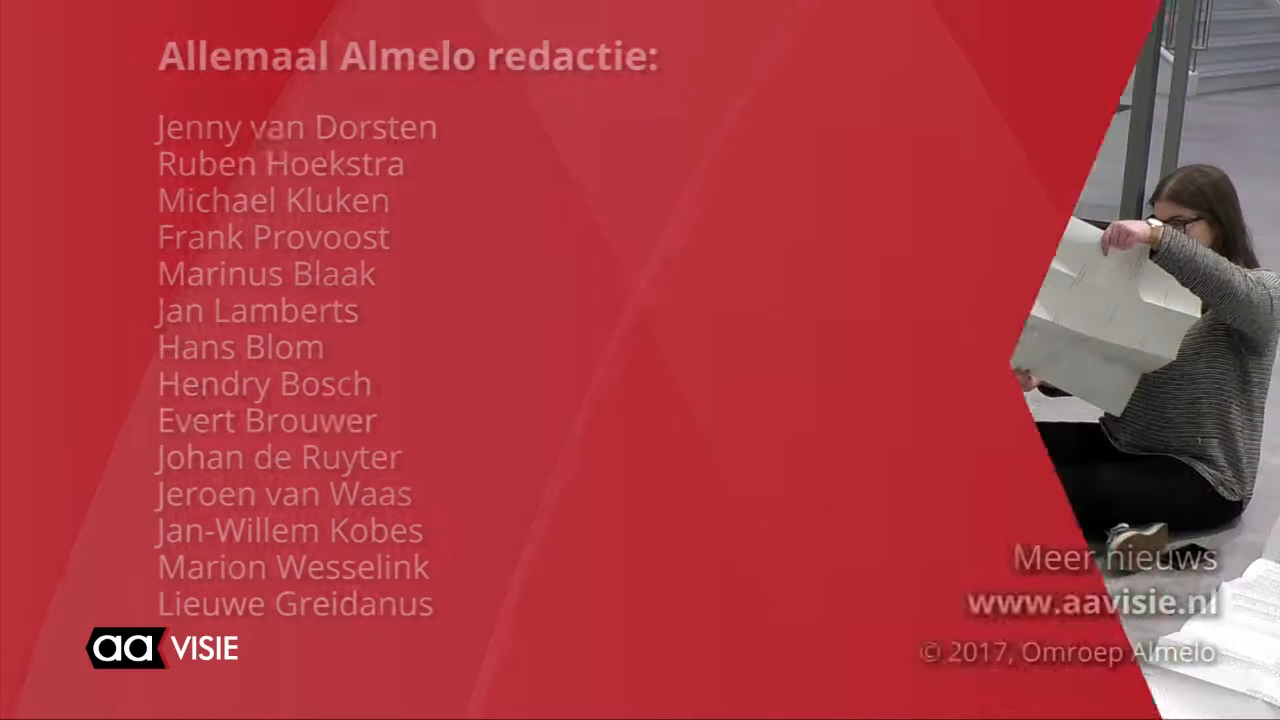 Allemaal Almelo redactie:
Jenny van Dorsten
Ruben Hoekstra
Michael Kluken
Frank Provoost
Marinus Blaak
Jan Lamberts
Hans Blom
Hendry Bosch
Evert Brouwer
Johan de Ruyter
Jeroen van Waas
Jan-Willem Kobes
Marion Wesselink
Lieuwe Greidanus
aa VISIE
Meer nieuws
www.aavisie.nl
© 2017, Omroep Almelo